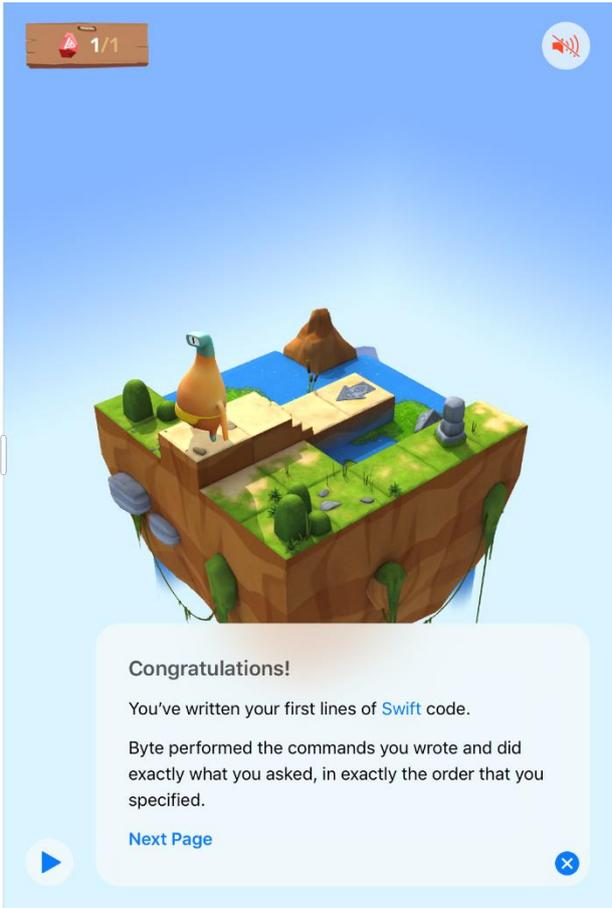 1/1
Congratulations!
You’ve written your first lines of Swift code.
Byte performed the commands you wrote and did
exactly what you asked, in exactly the order that you
specified.
Next Page